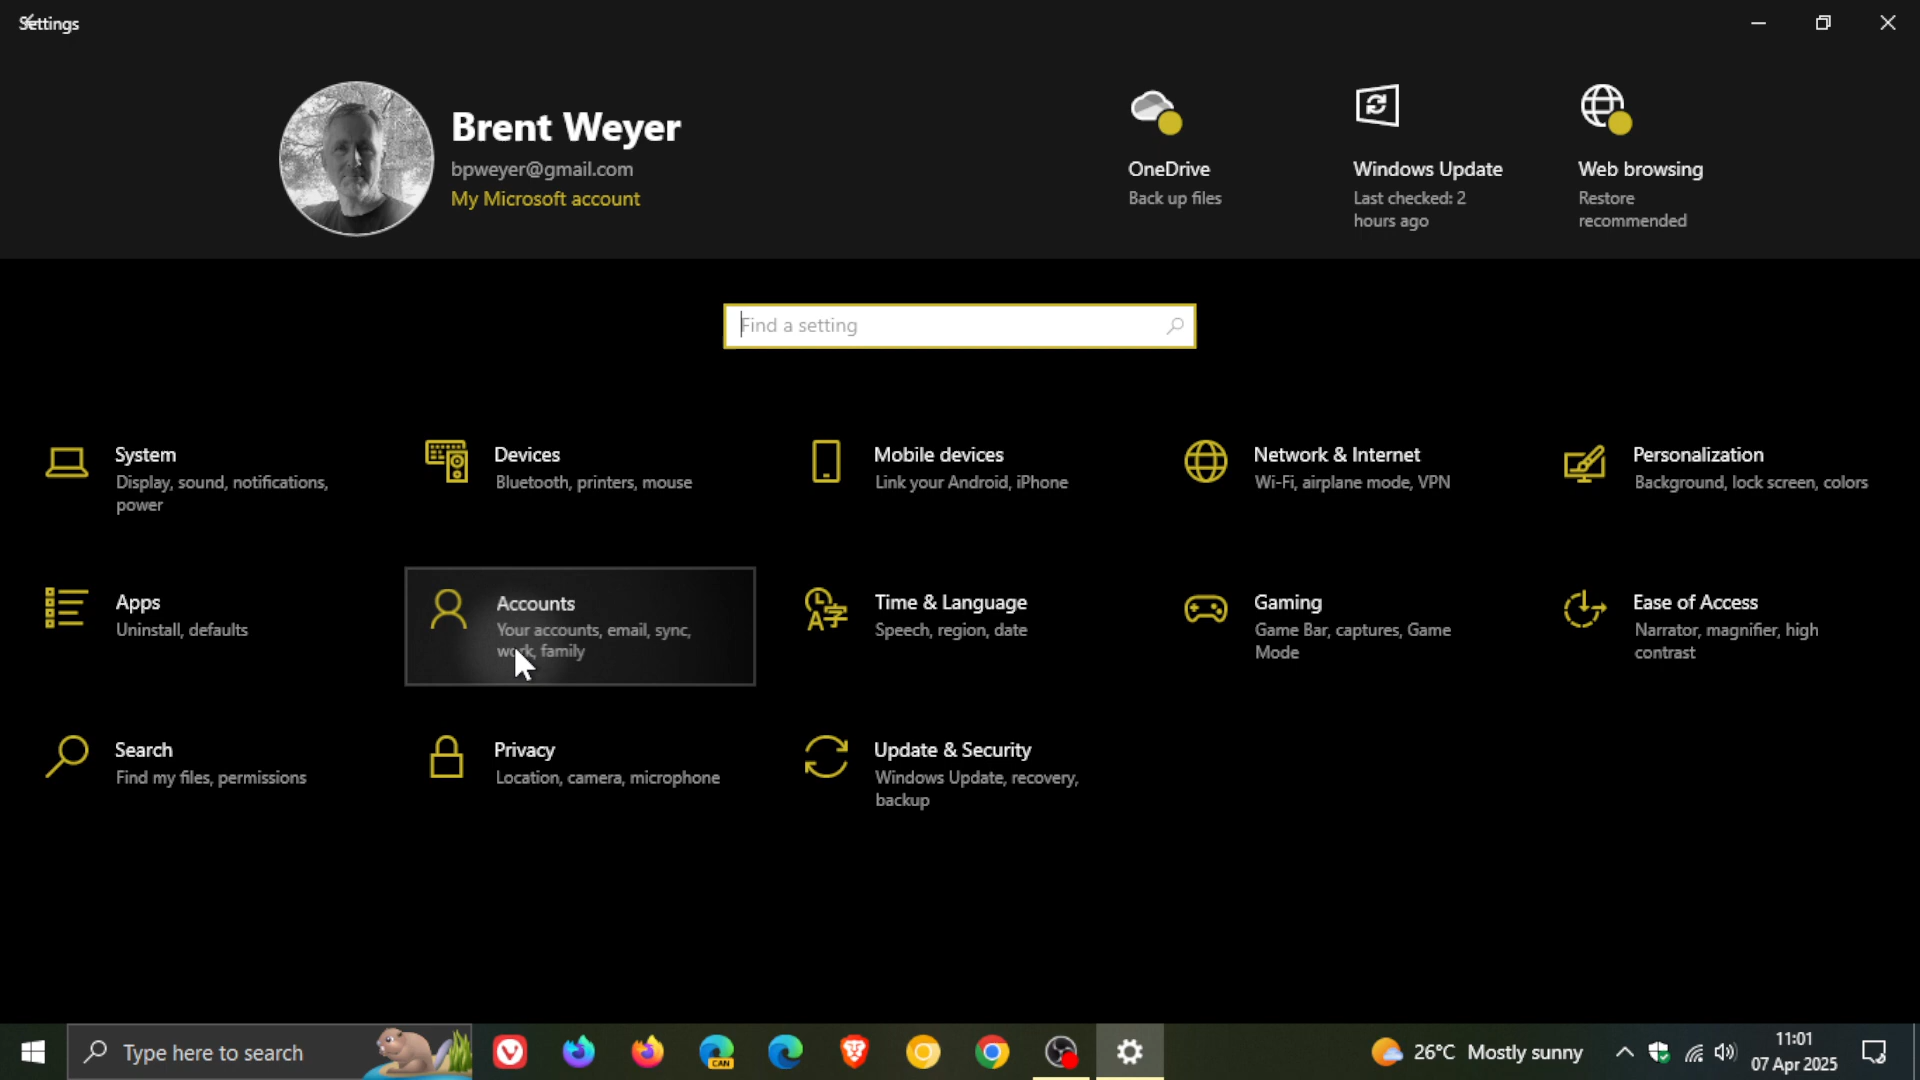 Settings
Brent Weyer
bpweyer@gmail.com
My Microsoft account
OneDrive
Back up files
Windows Update
Last checked: 2
hours ago
Web browsing
Restore
recommended
Find a setting
System
Display, sound, notifications,
power
Devices
Bluetooth, printers, mouse
Mobile devices
Link your Android, iPhone
Network & Internet
Wi-Fi, airplane mode, VPN
Personalization
Background, lock screen, colors
Apps
Uninstall, defaults
Accounts
Your accounts, email, sync,
work, family
Time & Language
Speech, region, date
Gaming
Game Bar, captures, Game
Mode
Ease of Access
Narrator, magnifier, high
contrast
Search
Find my files, permissions
Privacy
Location, camera, microphone
Update & Security
Windows Update, recovery,
backup
Type here to search
CAN
26°C Mostly sunny
11:01
07 Apr 2025